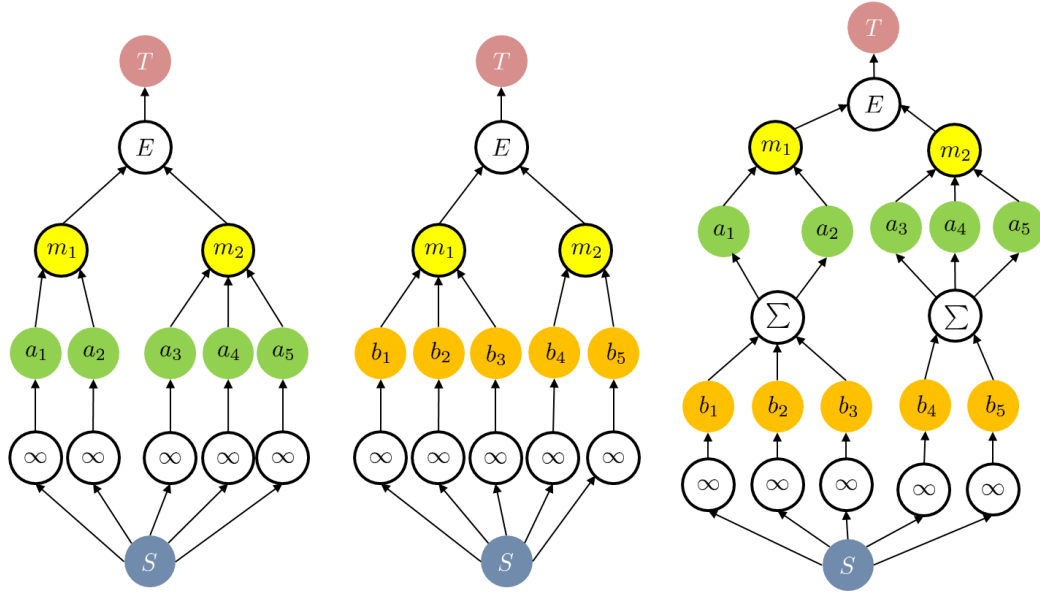 T
E
m₁ m₂
a₁ a₂ a₃ a₄ a₅
∞ ∞ ∞ ∞ ∞
S
T
E
m₁ m₂
b₁ b₂ b₃ b₄ b₅
∞ ∞ ∞ ∞ ∞
S
T
E
m₁ m₂
a₁ a₂ a₃ a₄ a₅
∑ ∑
b₁ b₂ b₃ b₄ b₅
∞ ∞ ∞ ∞ ∞
S